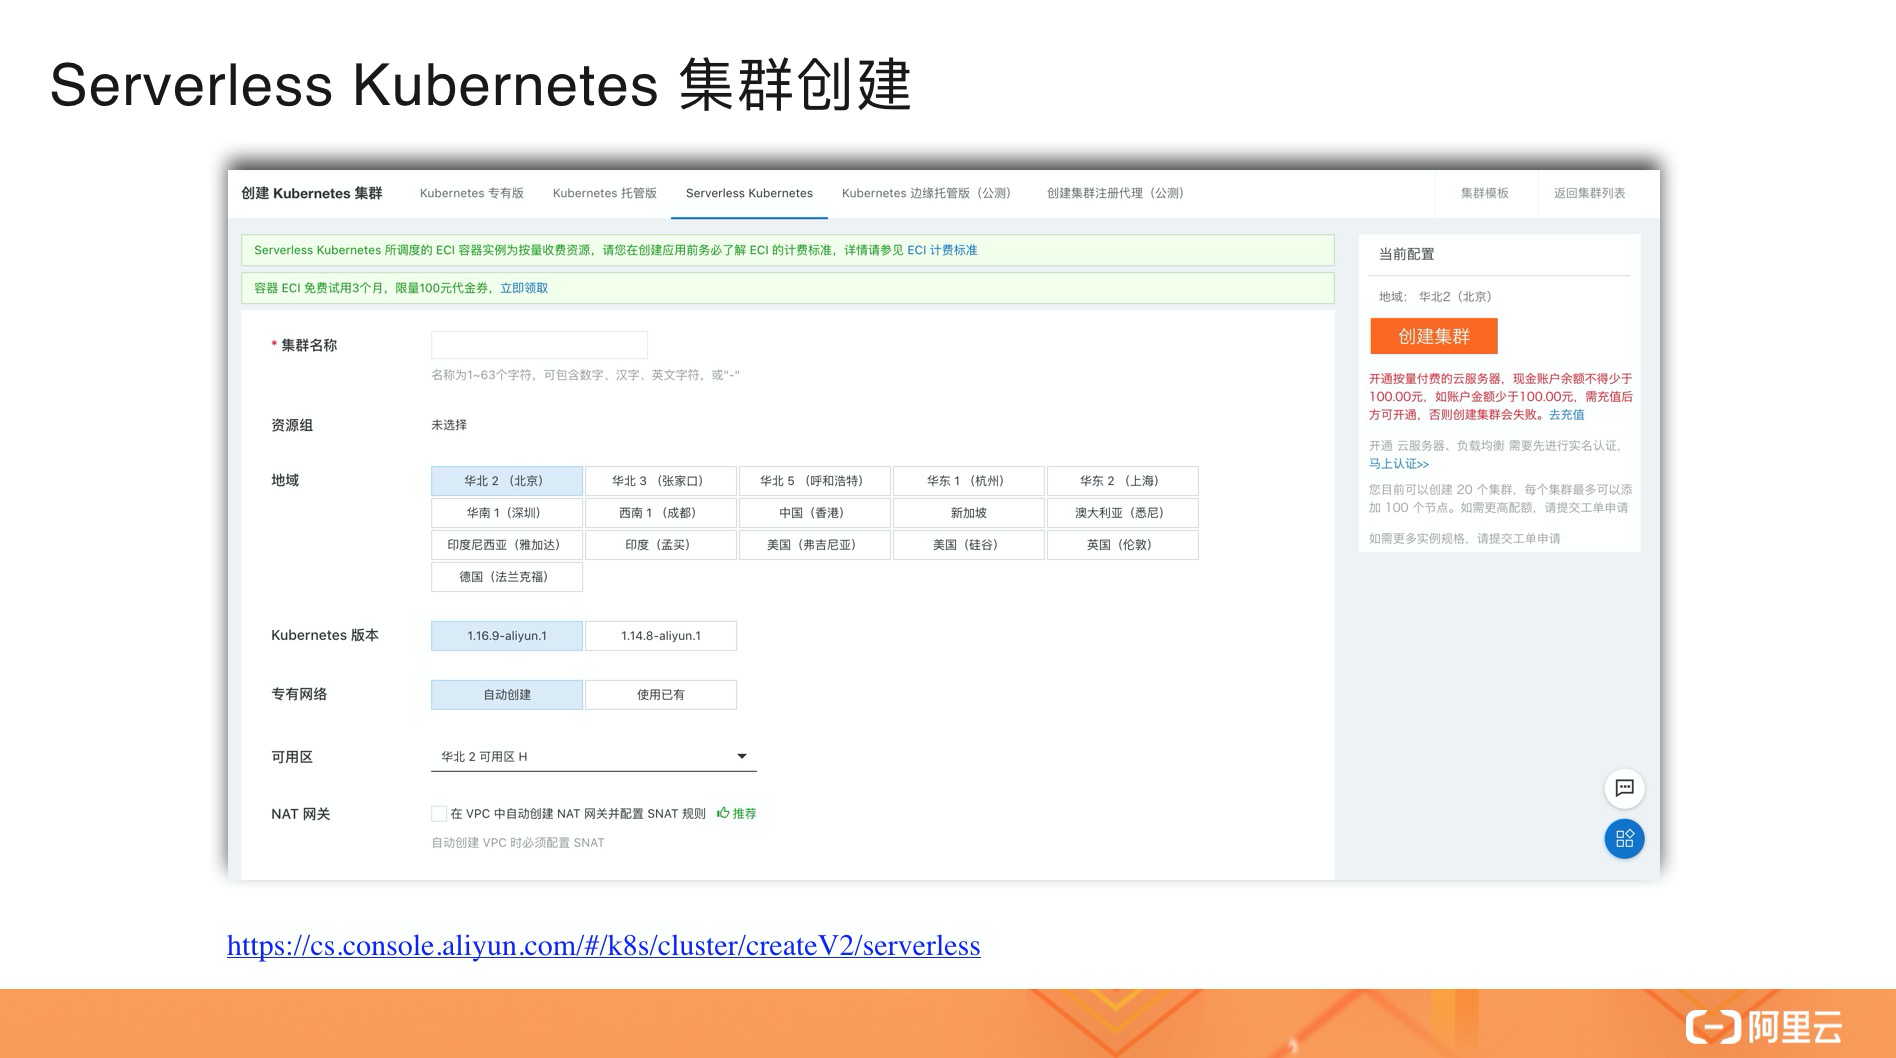 Serverless Kubernetes 集群创建
创建 Kubernetes 集群 Kubernetes 专有版 Kubernetes 托管版 Serverless Kubernetes Kubernetes 边缘托管版（公测） 创建集群注册代理（公测） 集群模板 返回集群列表
Serverless Kubernetes 所调度的 ECI 容器实例为按量收费资源，请您在创建应用前务必了解 ECI 的计费标准，详情请参见 ECI 计费标准
容器 ECI 免费试用3个月，限量100元代金券，立即领取
* 集群名称
名称为1~63个字符，可包含数字、汉字、英文字符，或"-"
资源组 未选择
地域 华北 2 （北京） 华北 3 （张家口） 华北 5 （呼和浩特） 华东 1 （杭州） 华东 2 （上海）
华南 1（深圳） 西南 1 （成都） 中国（香港） 新加坡 澳大利亚（悉尼）
印度尼西亚（雅加达） 印度（孟买） 美国（弗吉尼亚） 美国（硅谷） 英国（伦敦）
德国（法兰克福）
Kubernetes 版本 1.16.9-aliyun.1 1.14.8-aliyun.1
专有网络 自动创建 使用已有
可用区 华北 2 可用区 H
NAT 网关 在 VPC 中自动创建 NAT 网关并配置 SNAT 规则 推荐
自动创建 VPC 时必须配置 SNAT
当前配置
地域： 华北2（北京）
创建集群
开通按量付费的云服务器，现金账户余额不得少于
100.00元，如账户金额少于100.00元，需充值后
方可开通，否则创建集群会失败。去充值
开通 云服务器、负载均衡 需要先进行实名认证，
马上认证>>
您目前可以创建 20 个集群，每个集群最多可以添
加 100 个节点。如需更高配额，请提交工单申请
如需更多实例规格，请提交工单申请
https://cs.console.aliyun.com/#/k8s/cluster/createV2/serverless
阿里云